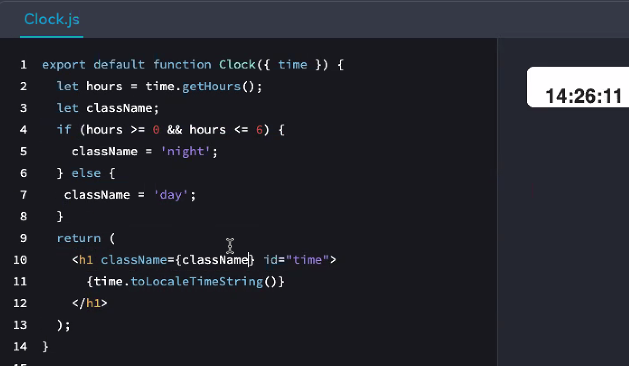 Clock.js
1 export default function Clock({ time }) {
2   let hours = time.getHours();
3   let className;
4   if (hours >= 0 && hours <= 6) {
5     className = 'night';
6   } else {
7    className = 'day';
8   }
9   return (
10     <h1 className={className} id="time">
11       {time.toLocaleTimeString()}
12     </h1>
13   );
14 }
14:26:11